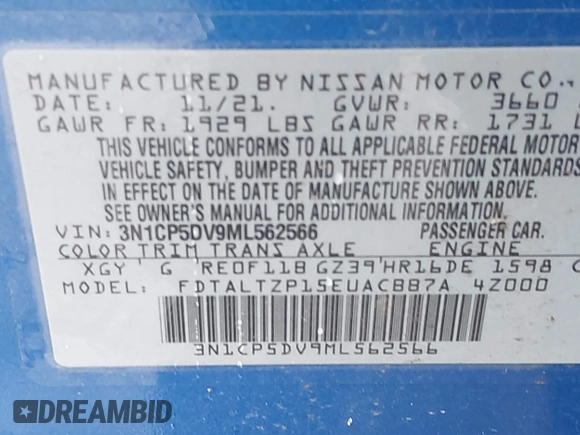 MANUFACTURED BY NISSAN MOTOR CO.,
DATE: 11/21. GVWR: 3660
GAWR FR: 1929 LBS GAWR RR: 1731 L
THIS VEHICLE CONFORMS TO ALL APPLICABLE FEDERAL MOTOR
VEHICLE SAFETY, BUMPER AND THEFT PREVENTION STANDARDS
IN EFFECT ON THE DATE OF MANUFACTURE SHOWN ABOVE.
SEE OWNER'S MANUAL FOR ADDITIONAL INFORMATION.
VIN: 3N1CP5DV9ML562566 PASSENGER CAR.
COLOR TRIM TRANS AXLE ENGINE
XGY G RE0F11B GZ39 HR16DE 1598 C
MODEL: FDTALTZP15EUACBB7A 4Z000
3N1CP5DV9ML562566
DREAMBID